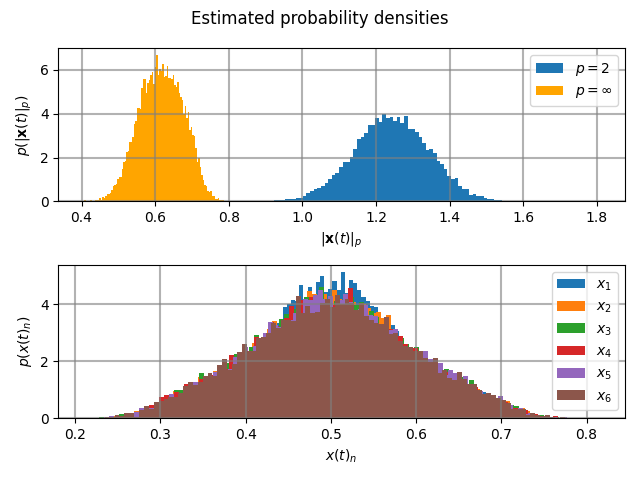 Estimated probability densities
p(|x(t)|ₚ)
6
4
2
0
p = 2
p = ∞
0.4 0.6 0.8 1.0 1.2 1.4 1.6 1.8
|x(t)|ₚ
p(x(t)ₙ)
4
2
0
x₁
x₂
x₃
x₄
x₅
x₆
0.2 0.3 0.4 0.5 0.6 0.7 0.8
x(t)ₙ